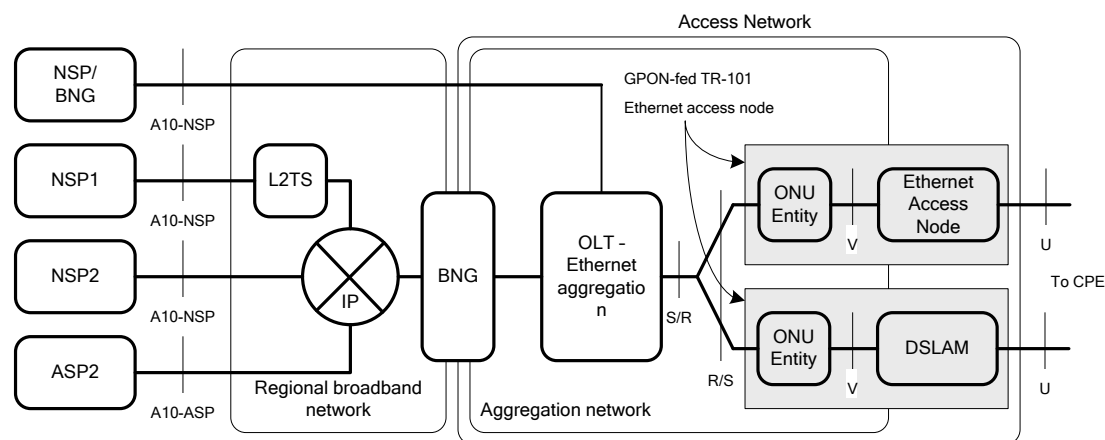 Access Network
NSP/
BNG
A10-NSP
GPON-fed TR-101
Ethernet access node
NSP1
A10-NSP
L2TS
NSP2
A10-NSP
IP
BNG
OLT –
Ethernet
aggregatio
n
S/R
R/S
ONU
Entity
V
Ethernet
Access
Node
U
To CPE
ONU
Entity
V
DSLAM
U
ASP2
A10-ASP
Regional broadband
network
Aggregation network